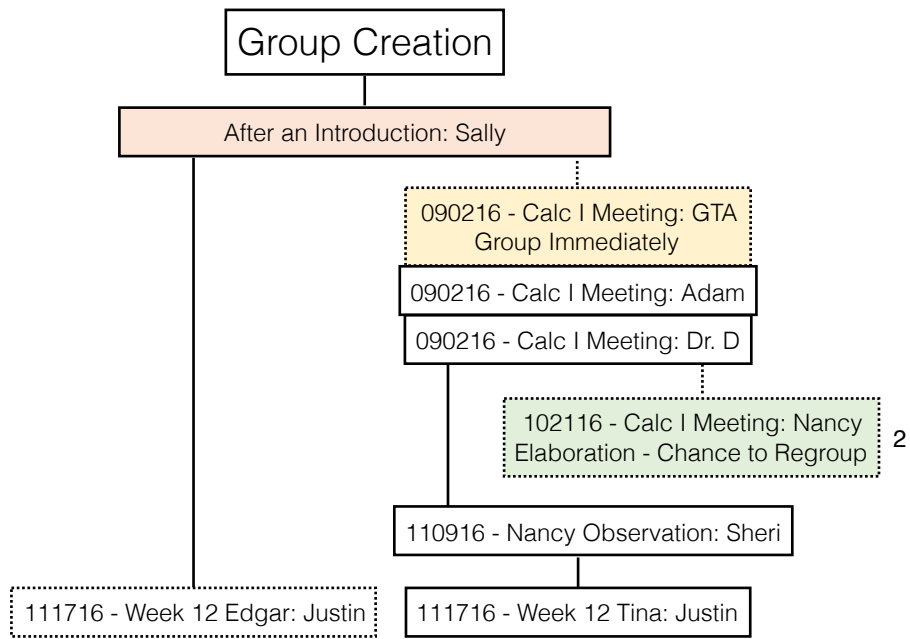 Group Creation
After an Introduction: Sally
090216 - Calc I Meeting: GTA
Group Immediately
090216 - Calc I Meeting: Adam
090216 - Calc I Meeting: Dr. D
102116 - Calc I Meeting: Nancy
Elaboration - Chance to Regroup
2
110916 - Nancy Observation: Sheri
111716 - Week 12 Edgar: Justin
111716 - Week 12 Tina: Justin